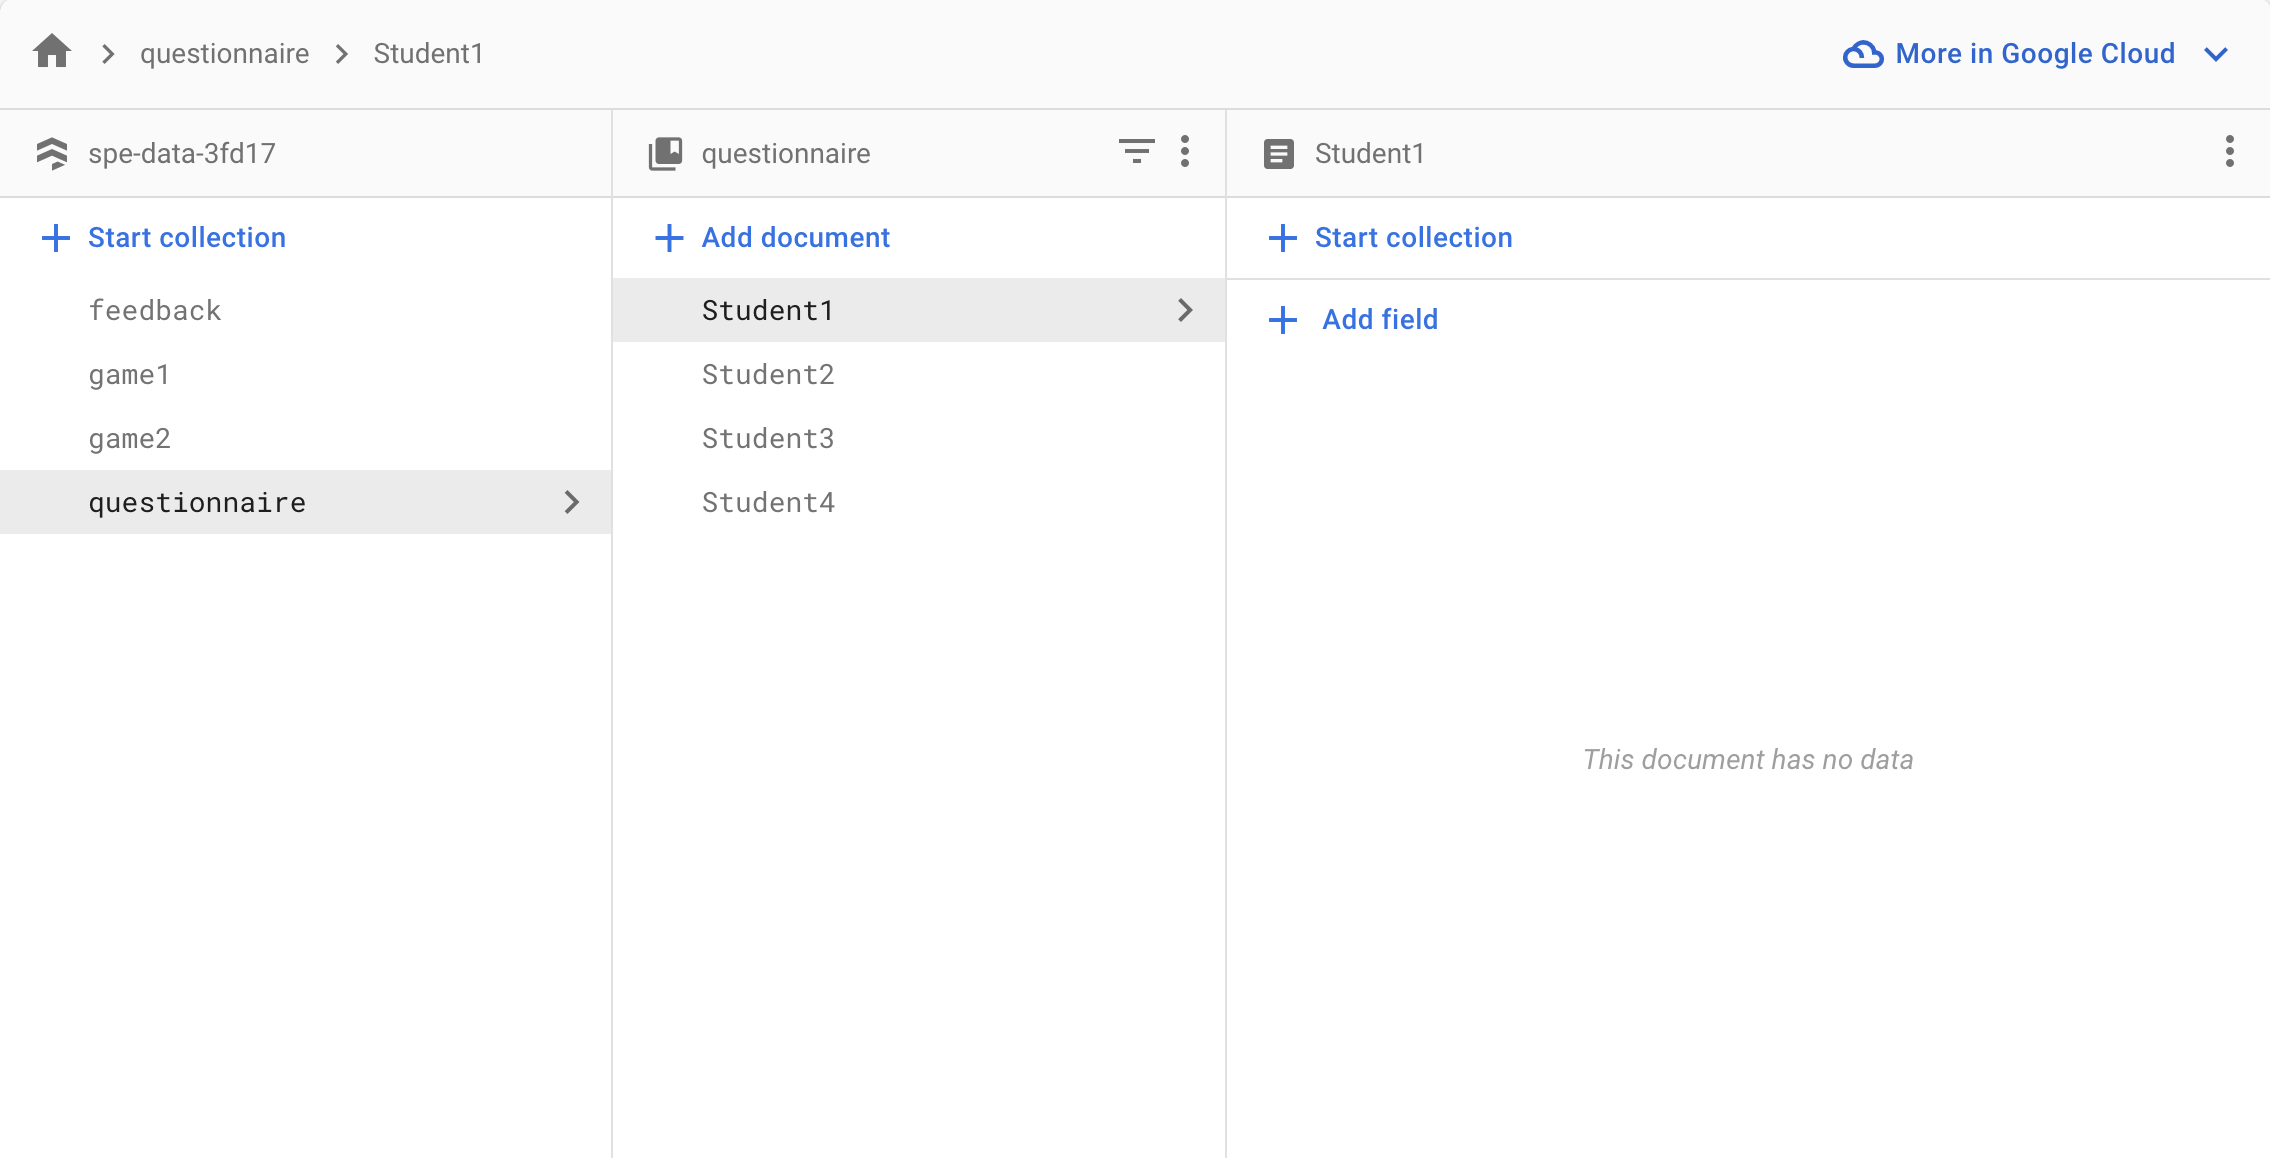 questionnaire Student1
More in Google Cloud
spe-data-3fd17
Start collection
feedback
game1
game2
questionnaire
questionnaire
Add document
Student1
Student2
Student3
Student4
Student1
Start collection
Add field
This document has no data